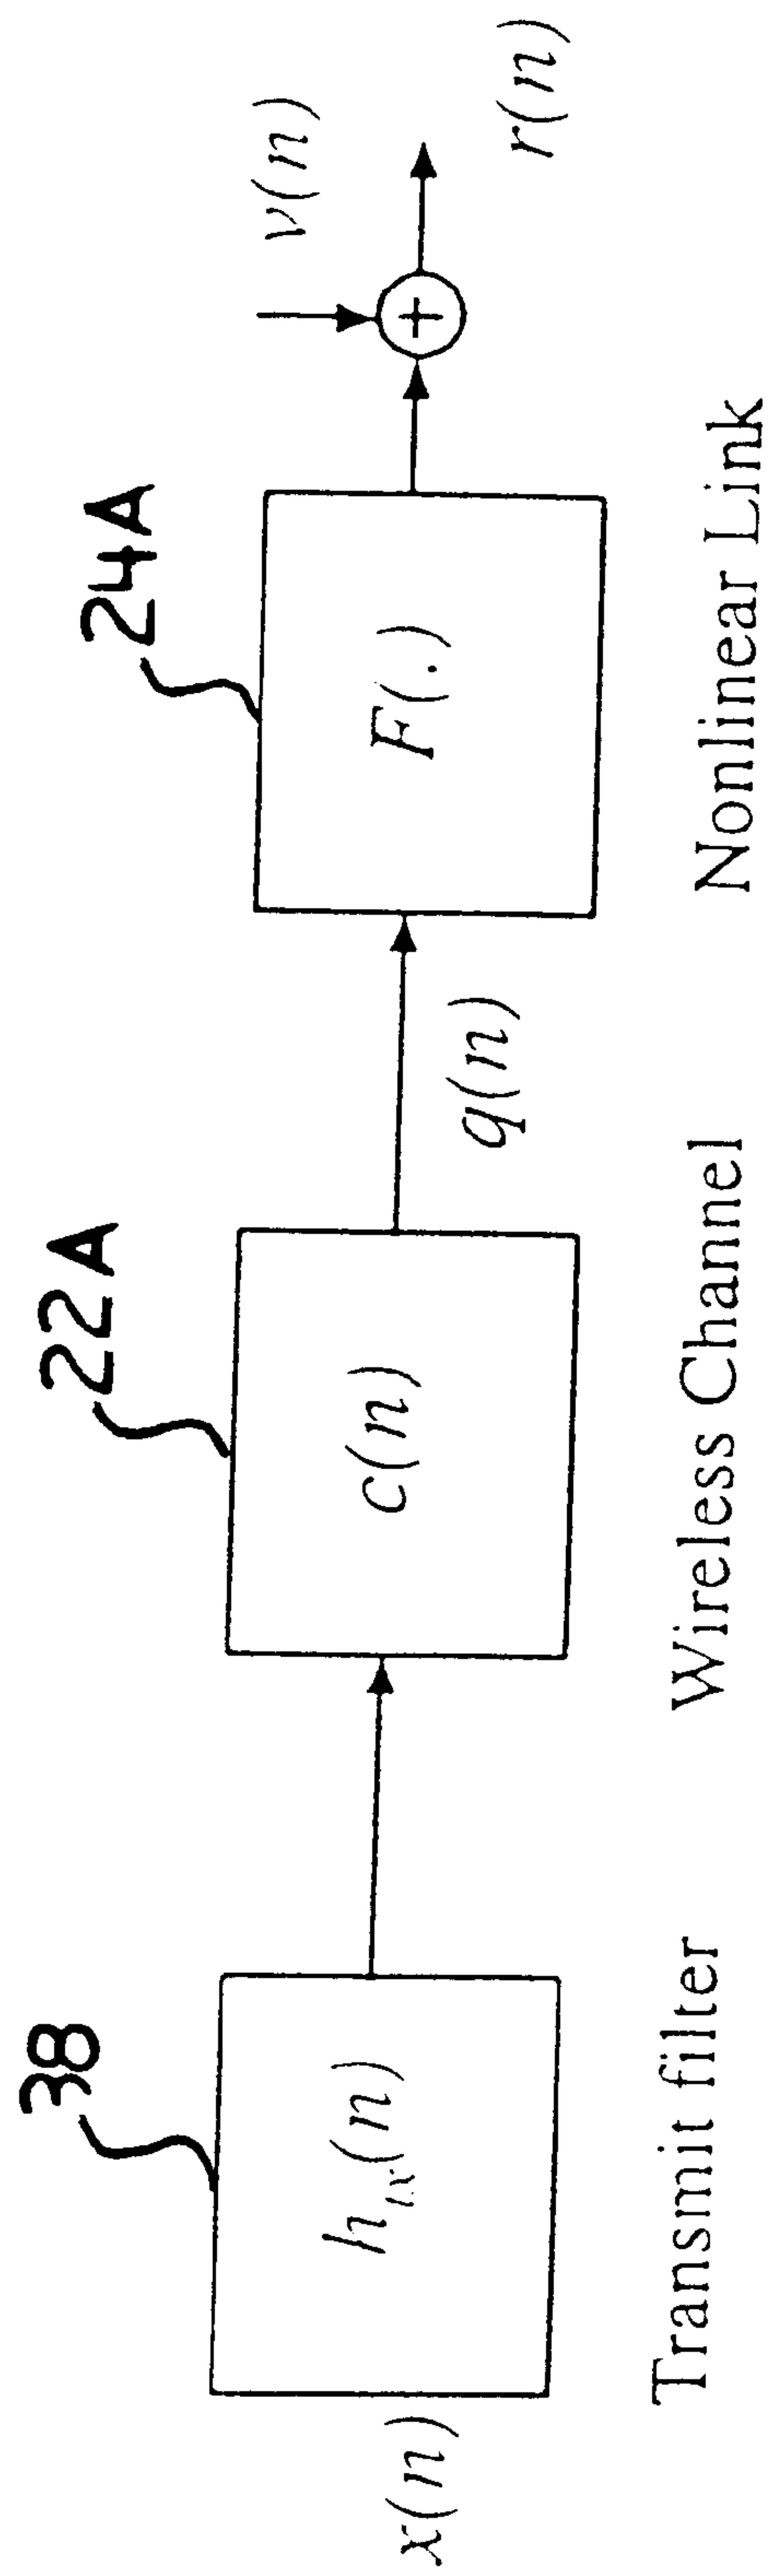 38
22A
24A
ν(n)
x(n)
h_tx(n)
c(n)
q(n)
F(.)
+
r(n)
Transmit filter
Wireless Channel
Nonlinear Link